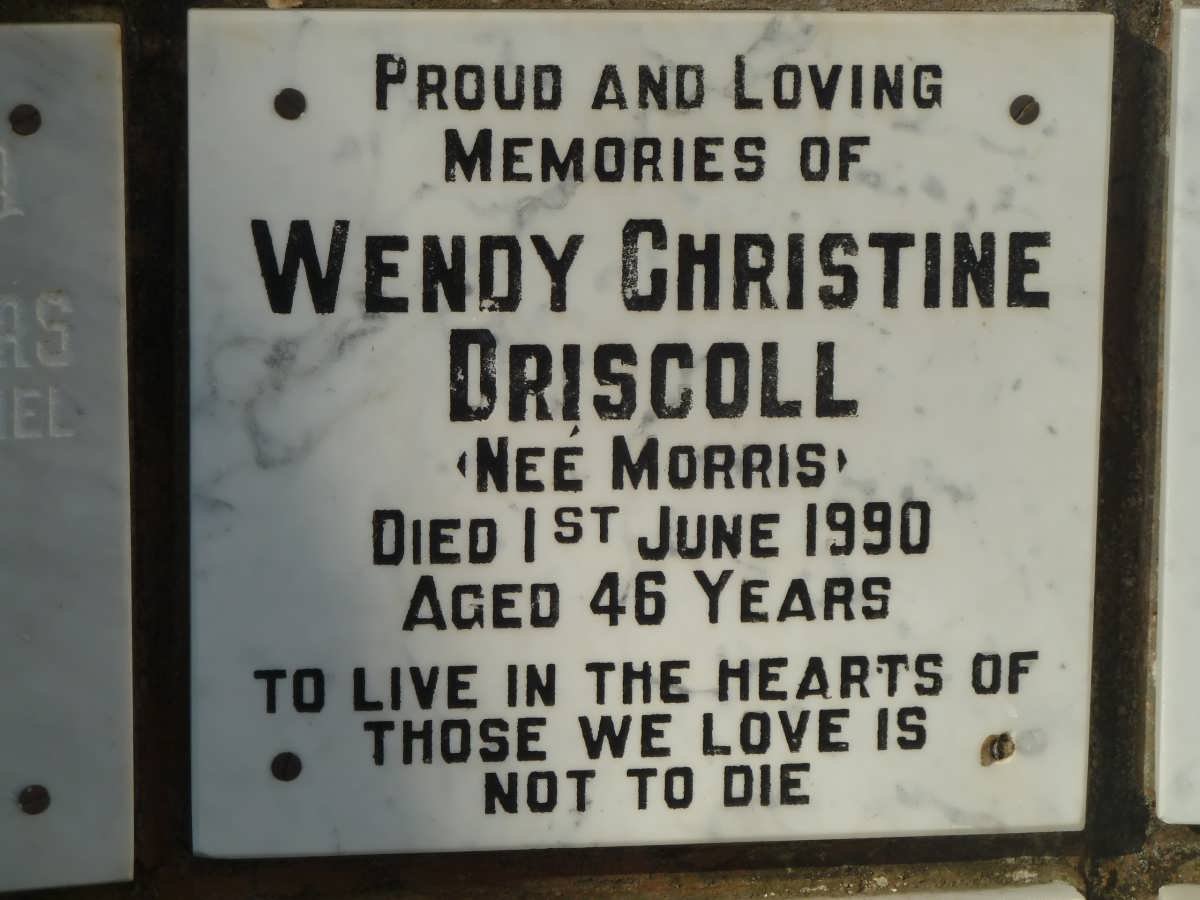 PROUD AND LOVING
MEMORIES OF
WENDY CHRISTINE
DRISCOLL
(NEÉ MORRIS)
DIED 1ST JUNE 1990
AGED 46 YEARS
TO LIVE IN THE HEARTS OF
THOSE WE LOVE IS
NOT TO DIE